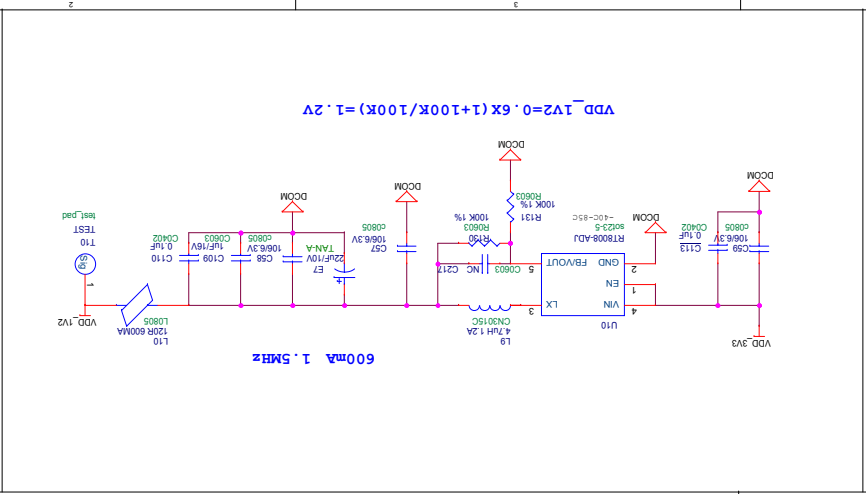 3
2
600mA 1.5MHz
VDD_3V3
U10
4
VIN
LX
3
1
EN
2
GND
FB/VOUT
5
RT8008-ADJ
sot23-5
-40C-85C
L9
4.7uH 1.2A
CN3015C
L10
120R 600MA
L0805
VDD_1V2
1
Sig
T10
TEST
test_pad
C59
106/6.3V
c0805
C113
0.1uF
C0402
DCOM
DCOM
C0603
NC
C217
R130
R0603
100K 1%
R131
100K 1%
R0603
DCOM
C57
106/6.3V
c0805
DCOM
+
E7
22uF/10V
TAN-A
DCOM
C58
106/6.3V
c0805
C109
1uF/16V
C0603
C110
0.1uF
C0402
VDD_1V2=0.6X(1+100K/100K)=1.2V